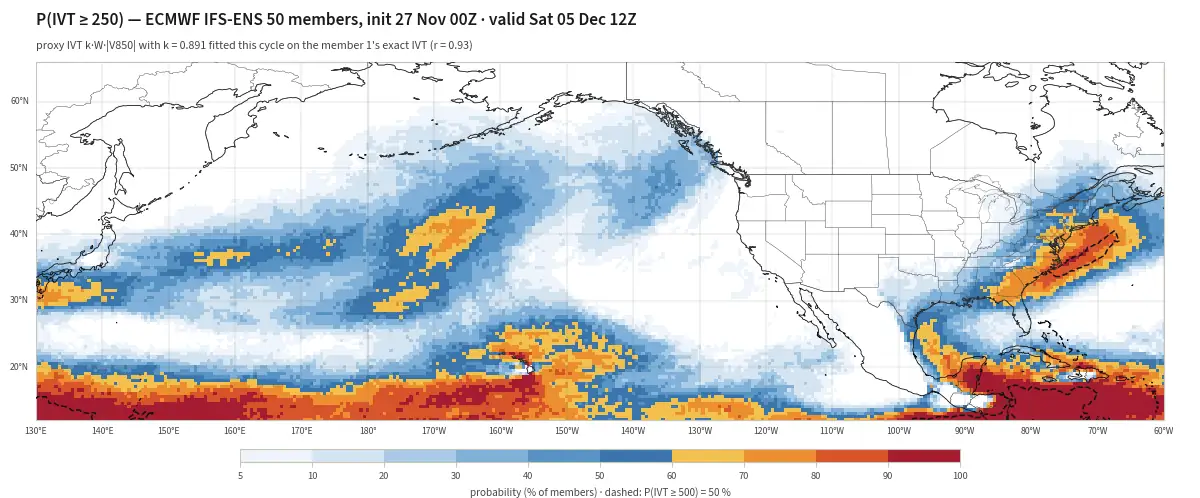 P(IVT ≥ 250) — ECMWF IFS-ENS 50 members, init 27 Nov 00Z · valid Sat 05 Dec 12Z
proxy IVT k·W·|V850| with k = 0.891 fitted this cycle on the member 1's exact IVT (r = 0.93)
60°N
50°N
40°N
30°N
20°N
130°E 140°E 150°E 160°E 170°E 180° 170°W 160°W 150°W 140°W 130°W 120°W 110°W 100°W 90°W 80°W 70°W 60°W
5 10 20 30 40 50 60 70 80 90 100
probability (% of members) · dashed: P(IVT ≥ 500) = 50 %